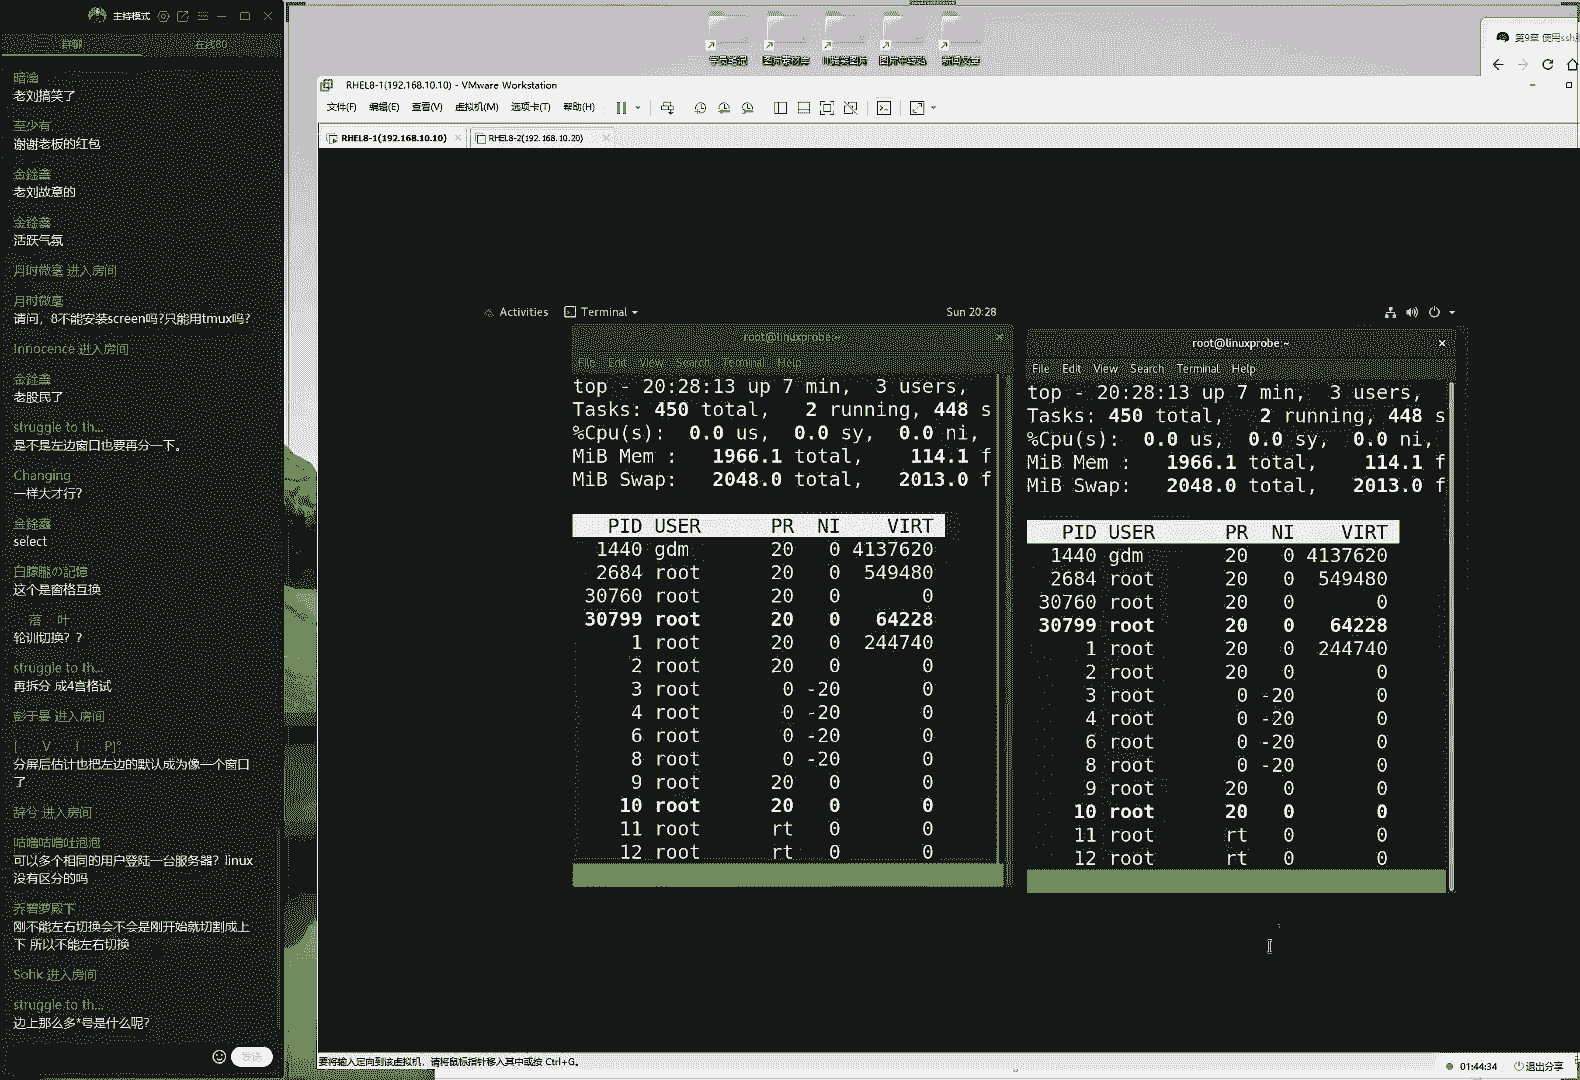 主持模式
群聊
在线80
暗渝
老刘搞笑了
至少有.
谢谢老板的红包
金銓鑫
老刘故意的
金銓鑫
活跃气氛
月时微毫 进入房间
月时微毫
请问，8不能安装screen吗?只能用tmux吗?
Innocence 进入房间
金銓鑫
老股民了
struggle to th...
是不是左边窗口也要再分一下。
Changing
一样大才行?
金銓鑫
select
白朦朧の記憶
这个是窗格互换
落 叶
轮训切换? ?
struggle to th...
再拆分 成4宫格试
彭于晏 进入房间
[ V I P]°
分屏后估计也把左边的默认成为像一个窗口
了
辞兮 进入房间
咕噜咕噜吐泡泡
可以多个相同的用户登陆一台服务器? linux
没有区分的吗
乔碧萝殿下
刚不能左右切换会不会是刚开始就切割成上
下 所以不能左右切换
Sohk 进入房间
struggle to th...
边上那么多*号是什么呢?
发送
学员笔记
图片素材库
IT搞笑图片
图片中转站
新闻文章
第9章 使用ssh
RHEL8-1(192.168.10.10) - VMware Workstation
文件(F) 编辑(E) 查看(V) 虚拟机(M) 选项卡(T) 帮助(H)
RHEL8-1(192.168.10.10)
RHEL8-2(192.168.10.20)
Activities Terminal Sun 20:28
root@linuxprobe:~
File Edit View Search Terminal Help
top - 20:28:13 up 7 min, 3 users,
Tasks: 450 total, 2 running, 448 s
%Cpu(s): 0.0 us, 0.0 sy, 0.0 ni,
MiB Mem : 1966.1 total, 114.1 f
MiB Swap: 2048.0 total, 2013.0 f
PID USER PR NI VIRT
1440 gdm 20 0 4137620
2684 root 20 0 549480
30760 root 20 0 0
30799 root 20 0 64228
1 root 20 0 244740
2 root 20 0 0
3 root 0 -20 0
4 root 0 -20 0
6 root 0 -20 0
8 root 0 -20 0
9 root 20 0 0
10 root 20 0 0
11 root rt 0 0
12 root rt 0 0
root@linuxprobe:~
File Edit View Search Terminal Help
top - 20:28:13 up 7 min, 3 users,
Tasks: 450 total, 2 running, 448 s
%Cpu(s): 0.0 us, 0.0 sy, 0.0 ni,
MiB Mem : 1966.1 total, 114.1 f
MiB Swap: 2048.0 total, 2013.0 f
PID USER PR NI VIRT
1440 gdm 20 0 4137620
2684 root 20 0 549480
30760 root 20 0 0
30799 root 20 0 64228
1 root 20 0 244740
2 root 20 0 0
3 root 0 -20 0
4 root 0 -20 0
6 root 0 -20 0
8 root 0 -20 0
9 root 20 0 0
10 root 20 0 0
11 root rt 0 0
12 root rt 0 0
要将输入定向到该虚拟机，请将鼠标指针移入其中或按 Ctrl+G。
01:44:34 退出分享